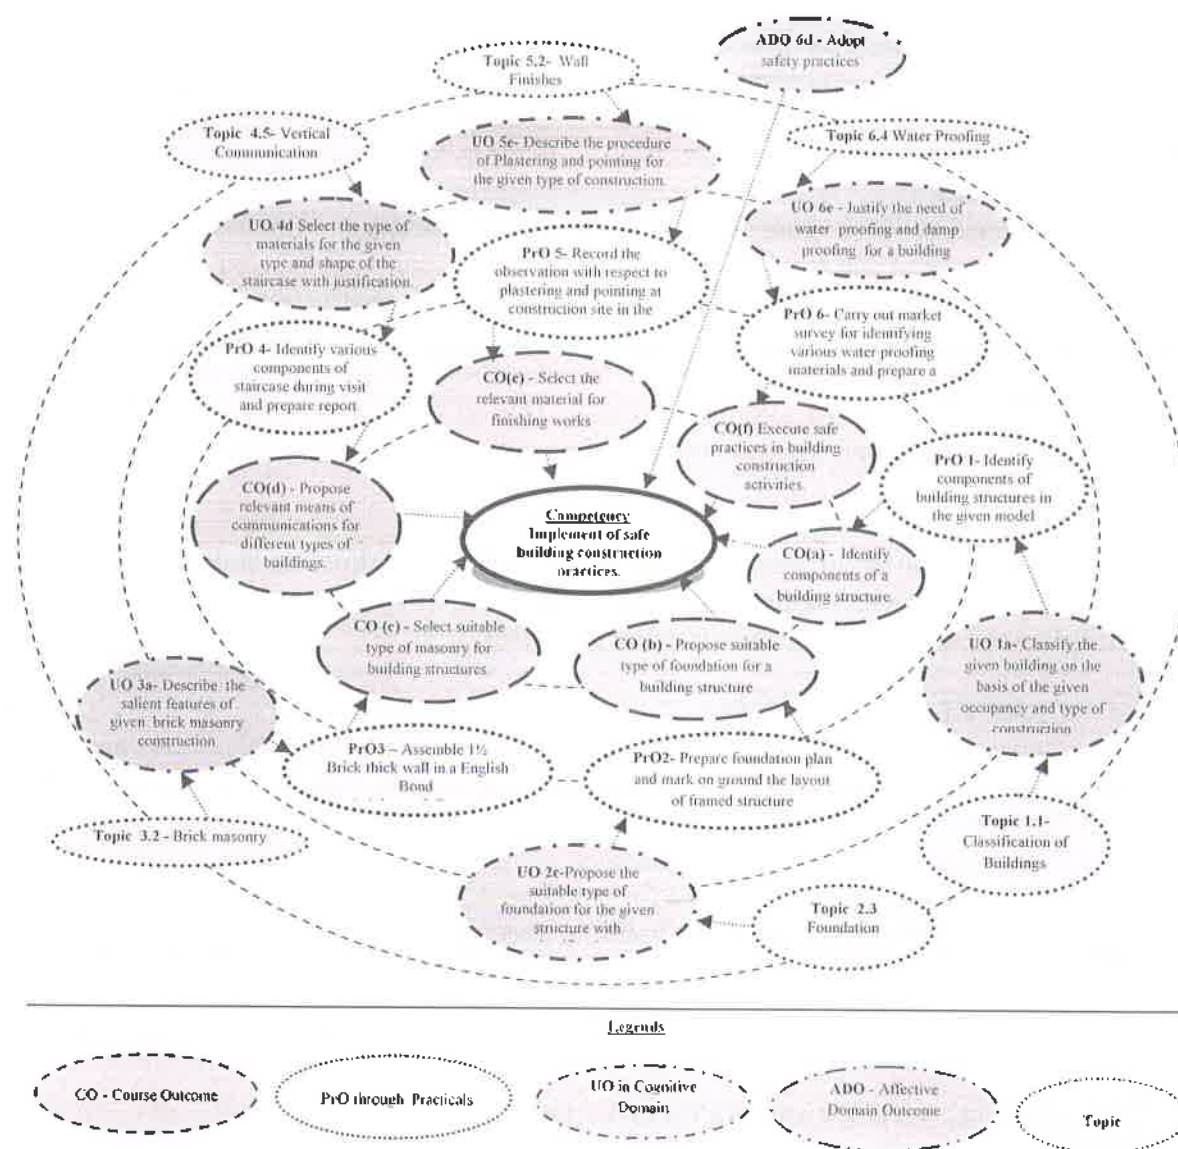 ADO 6d - Adopt
safety practices
Topic 5.2- Wall
Finishes
Topic 4.5- Vertical
Communication
Topic 6.4 Water Proofing
UO 5e- Describe the procedure
of Plastering and pointing for
the given type of construction.
UO 4d Select the type of
materials for the given
type and shape of the
staircase with justification.
UO 6e - Justify the need of
water proofing and damp
proofing for a building
PrO 5- Record the
observation with respect to
plastering and pointing at
construction site in the
PrO 4- Identify various
components of
staircase during visit
and prepare report
PrO 6- Carry out market
survey for identifying
various water proofing
materials and prepare a
CO(e) - Select the
relevant material for
finishing works
CO(f) Execute safe
practices in building
construction
activities.
PrO 1- Identify
components of
building structures in
the given model
CO(d) - Propose
relevant means of
communications for
different types of
buildings.
Competency
Implement of safe
building construction
practices.
CO(a) - Identify
components of a
building structure
CO (c) - Select suitable
type of masonry for
building structures
CO (b) - Propose suitable
type of foundation for a
building structure
UO 1a- Classify the
given building on the
basis of the given
occupancy and type of
construction
UO 3a- Describe the
salient features of
given brick masonry
construction
PrO3 – Assemble 1½
Brick thick wall in a English
Bond
PrO2- Prepare foundation plan
and mark on ground the layout
of framed structure
Topic 3.2 - Brick masonry
Topic 1.1-
Classification of
Buildings
UO 2c-Propose the
suitable type of
foundation for the given
structure with
Topic 2.3
Foundation
Legends
CO - Course Outcome
PrO through Practicals
UO in Cognitive
Domain
ADO - Affective
Domain Outcome
Topic